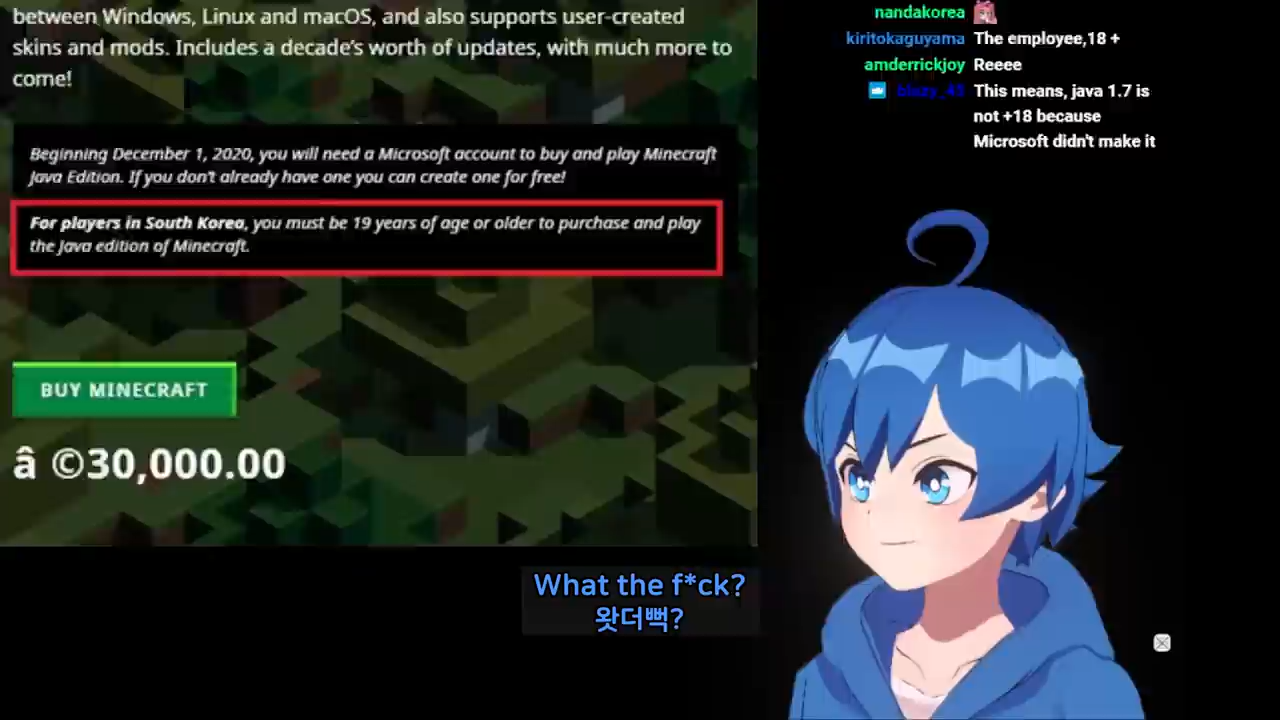 between Windows, Linux and macOS, and also supports user-created
skins and mods. Includes a decade’s worth of updates, with much more to
come!
Beginning December 1, 2020, you will need a Microsoft account to buy and play Minecraft
Java Edition. If you don’t already have one you can create one for free!
For players in South Korea, you must be 19 years of age or older to purchase and play
the Java edition of Minecraft.
BUY MINECRAFT
â ©30,000.00
nandakorea
kiritokaguyama The employee,18 +
amderrickjoy Reeee
This means, java 1.7 is
not +18 because
Microsoft didn't make it
What the f*ck?
왓더뻑?